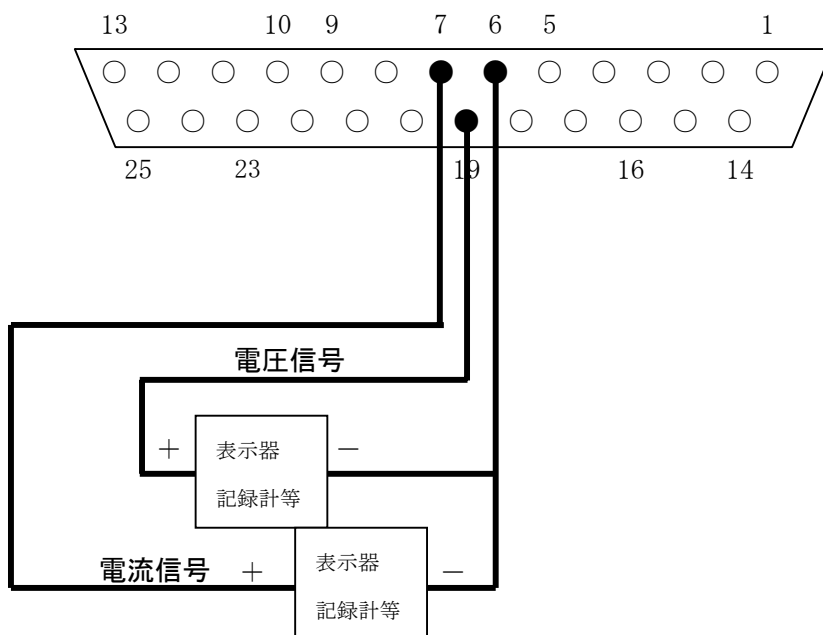 13 10 9 7 6 5 1
25 23 19 16 14
電圧信号
＋ 表示器 －
記録計等
電流信号 ＋ 表示器 －
記録計等